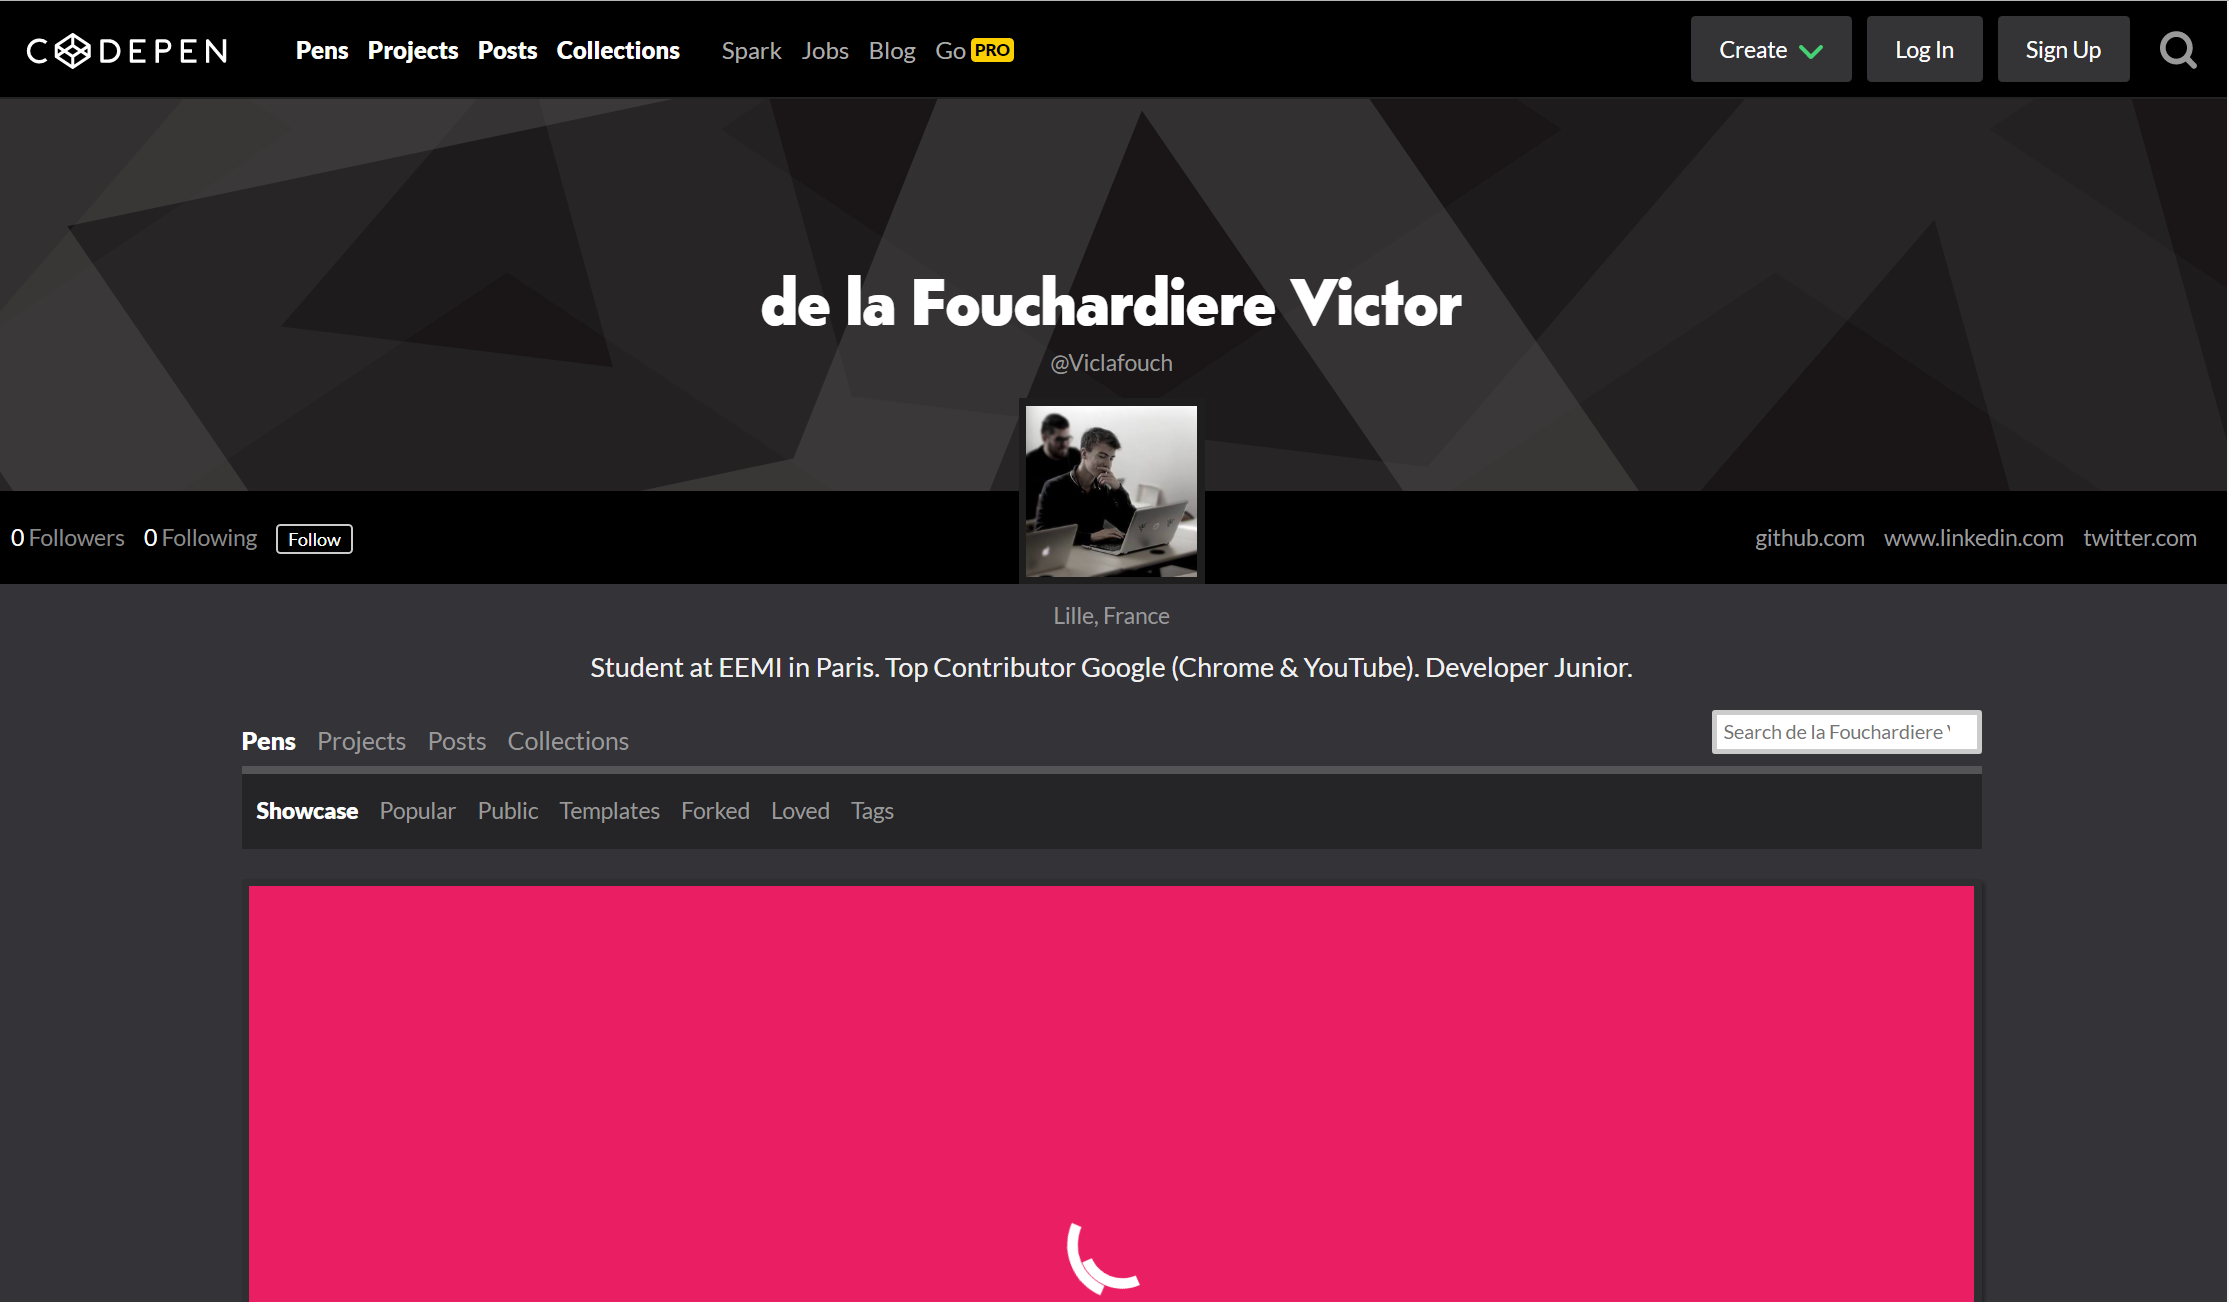 CODEPEN Pens Projects Posts Collections Spark Jobs Blog Go PRO Create Log In Sign Up
de la Fouchardiere Victor
@Viclafouch
0 Followers 0 Following Follow github.com www.linkedin.com twitter.com
Lille, France
Student at EEMI in Paris. Top Contributor Google (Chrome & YouTube). Developer Junior.
Pens Projects Posts Collections Search de la Fouchardiere
Showcase Popular Public Templates Forked Loved Tags